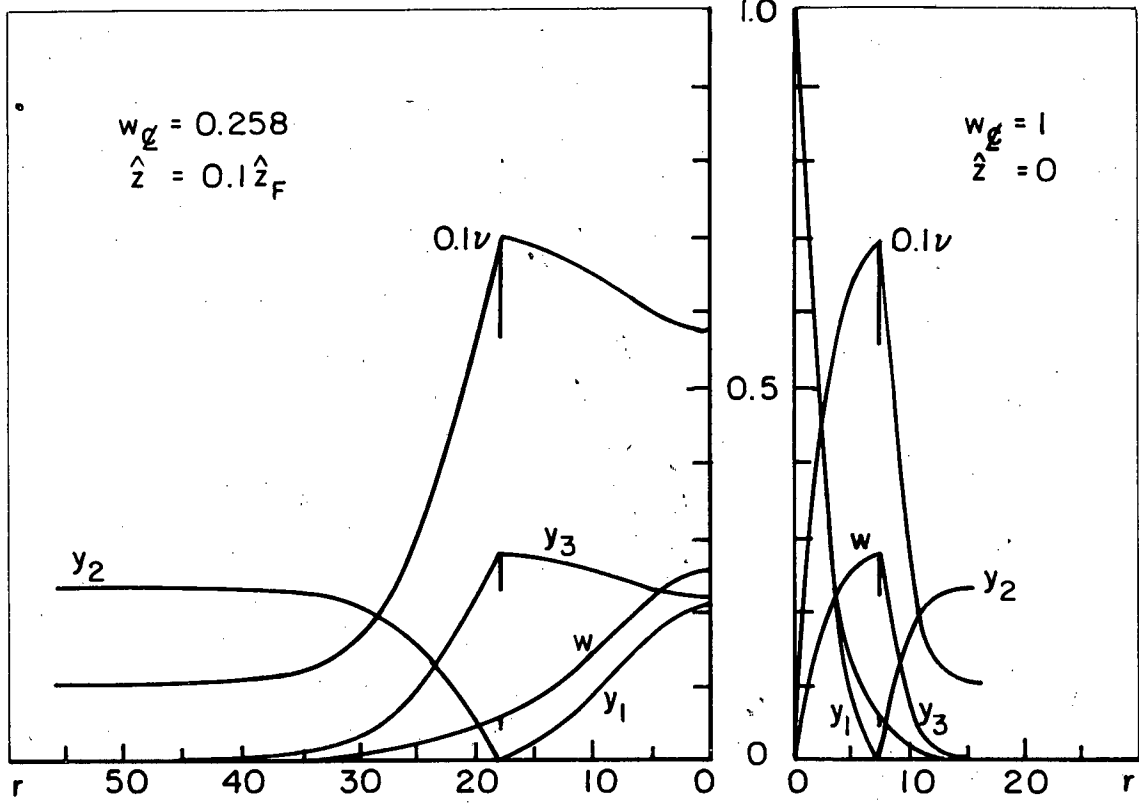 w℄ = 0.258
ẑ = 0.1ẑF
0.1ν
y2
y3
w
y1
r 50 40 30 20 10 0
1.0
0.5
0
w℄ = 1
ẑ = 0
0.1ν
w
y2
y1
y3
0 10 20 r